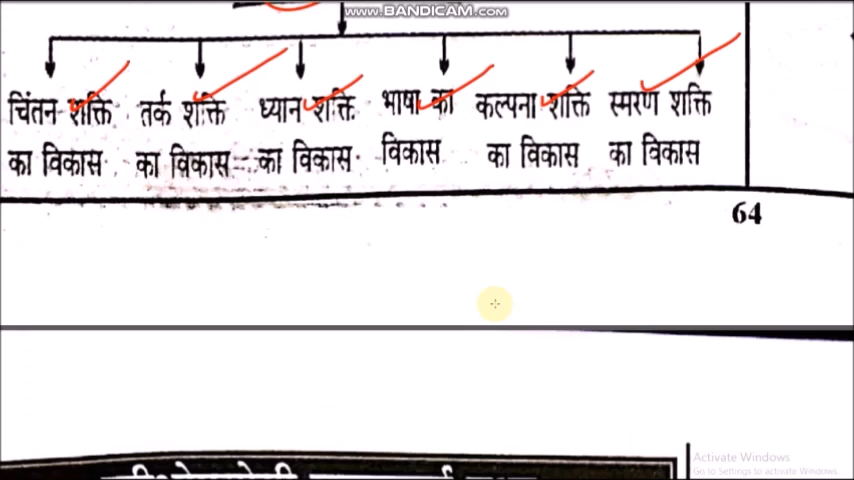 www.BANDICAM.com
चिंतन शक्ति तर्क शक्ति ध्यान शक्ति भाषा का कल्पना शक्ति स्मरण शक्ति
का विकास का विकास का विकास विकास का विकास का विकास
64
Activate Windows
Go to Settings to activate Windows.